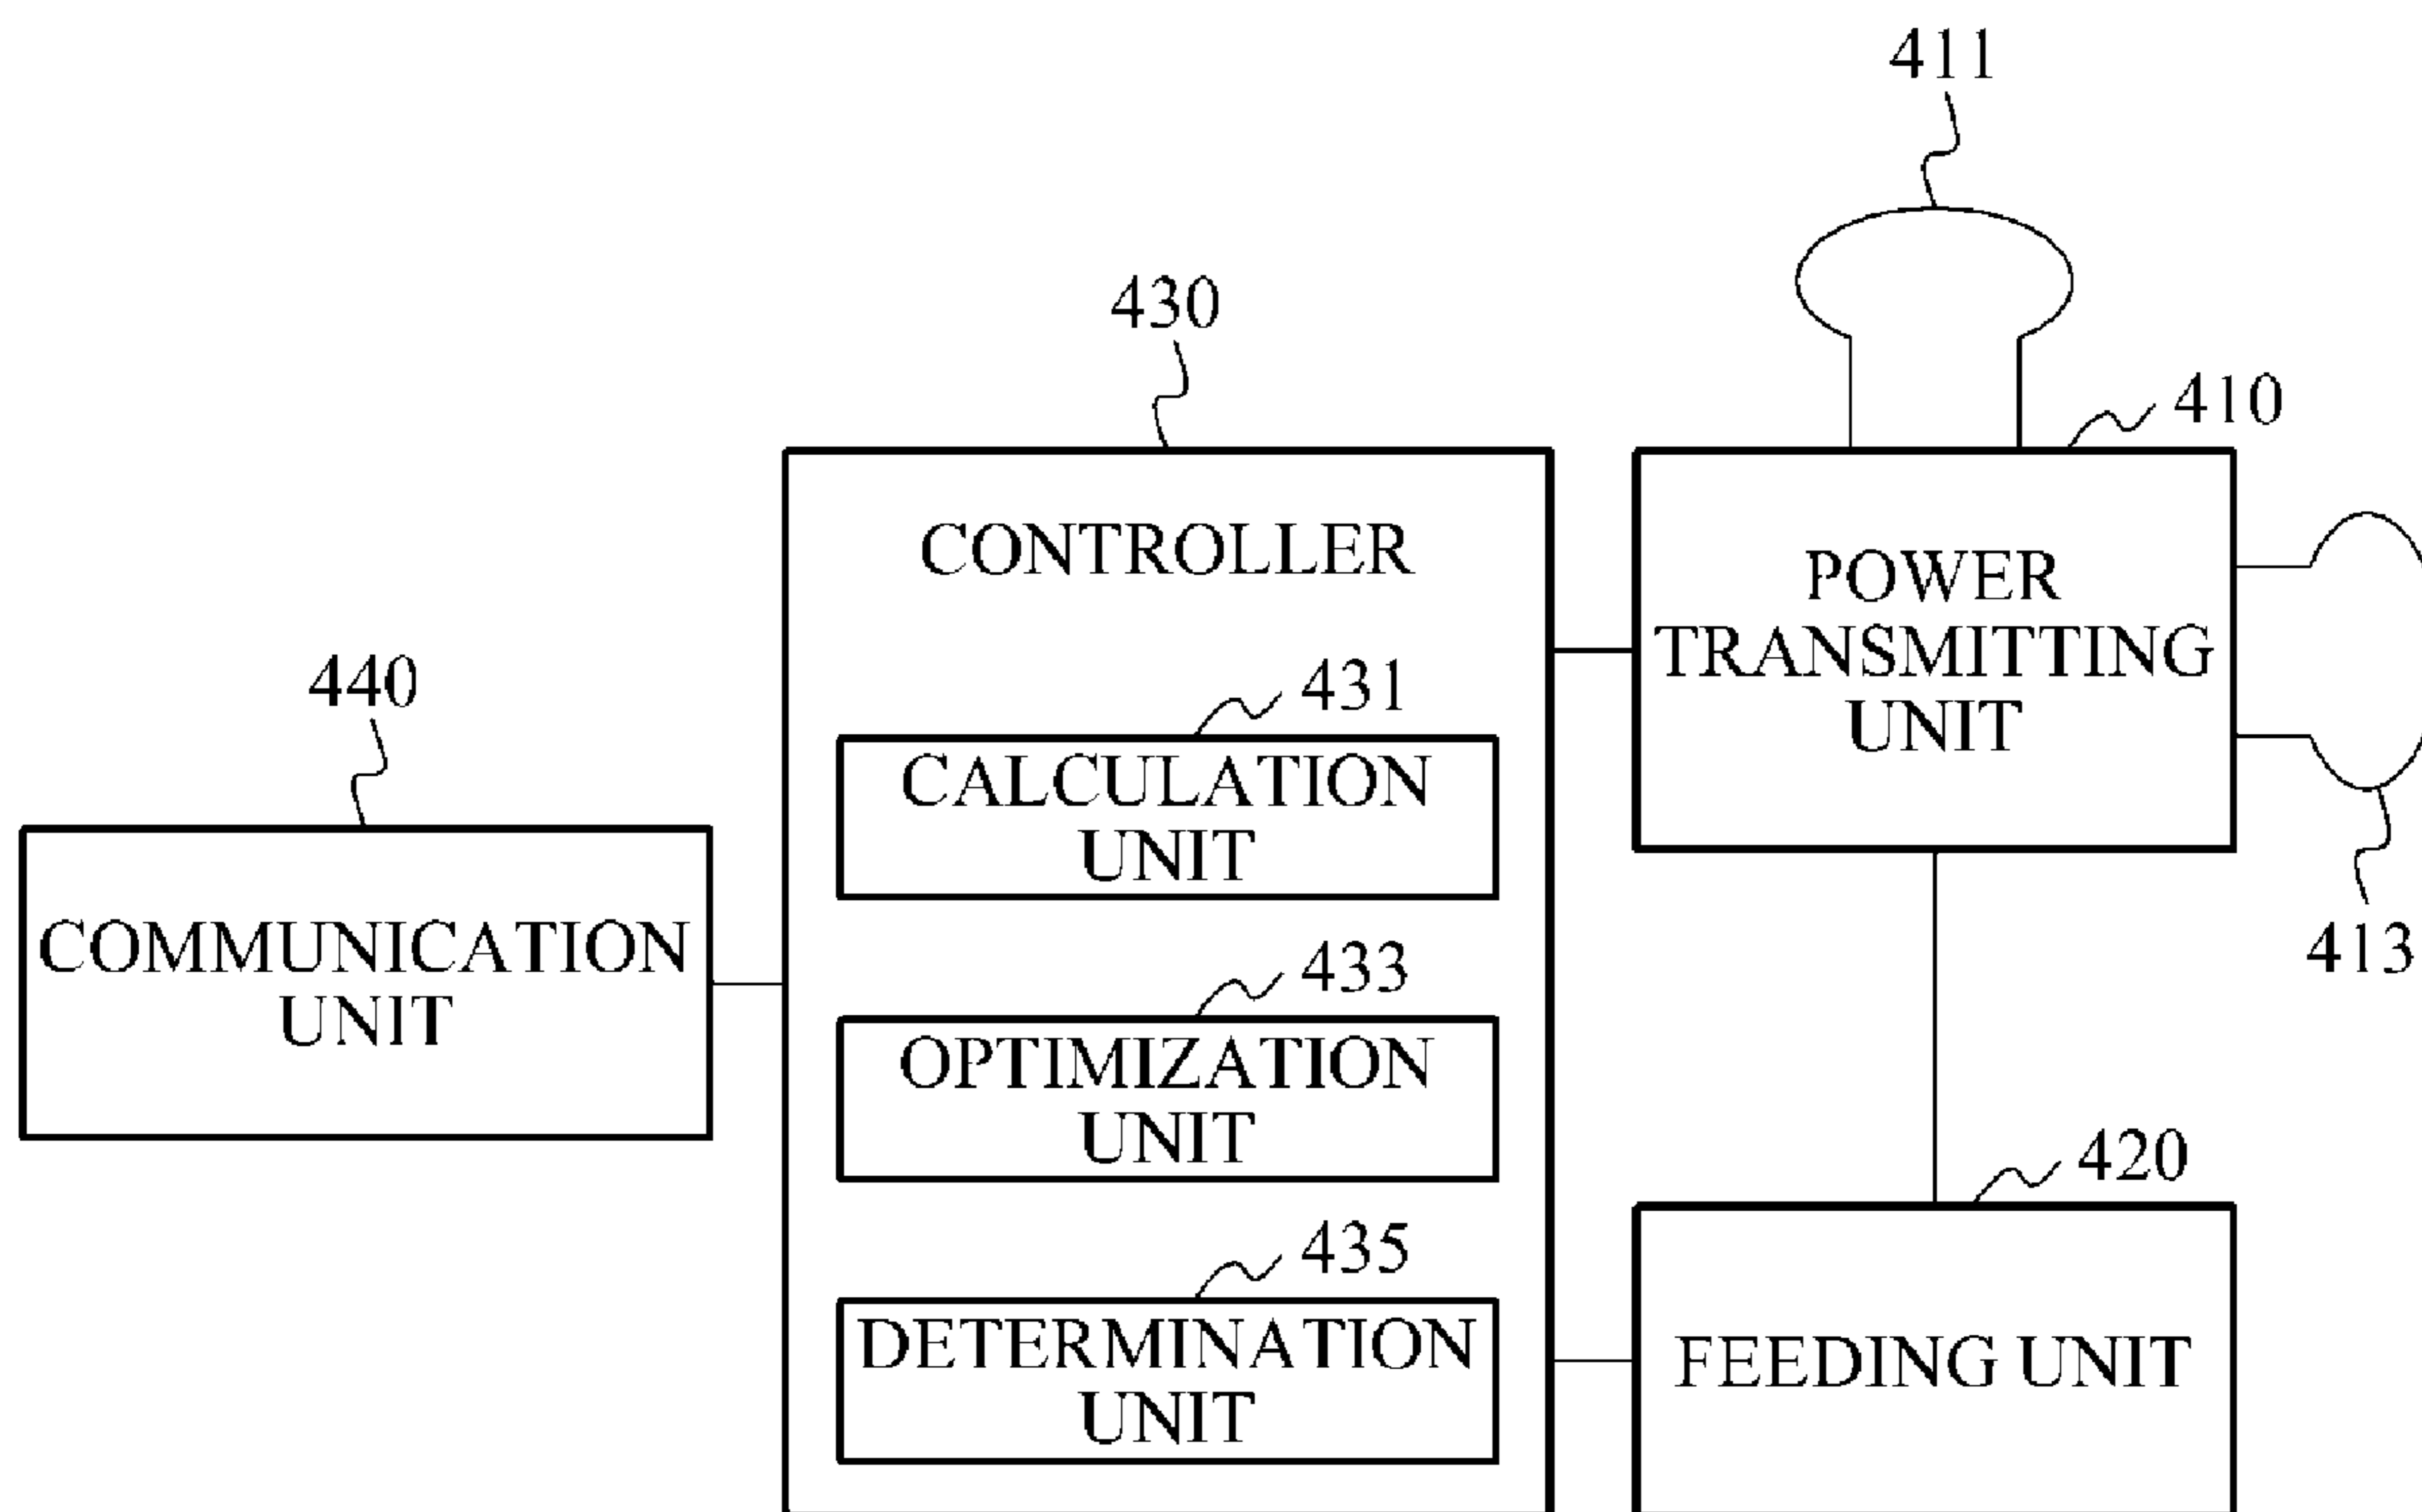 411
430
410
CONTROLLER
POWER
TRANSMITTING
UNIT
440
431
CALCULATION
UNIT
COMMUNICATION
UNIT
433
413
OPTIMIZATION
UNIT
420
435
DETERMINATION
UNIT
FEEDING UNIT